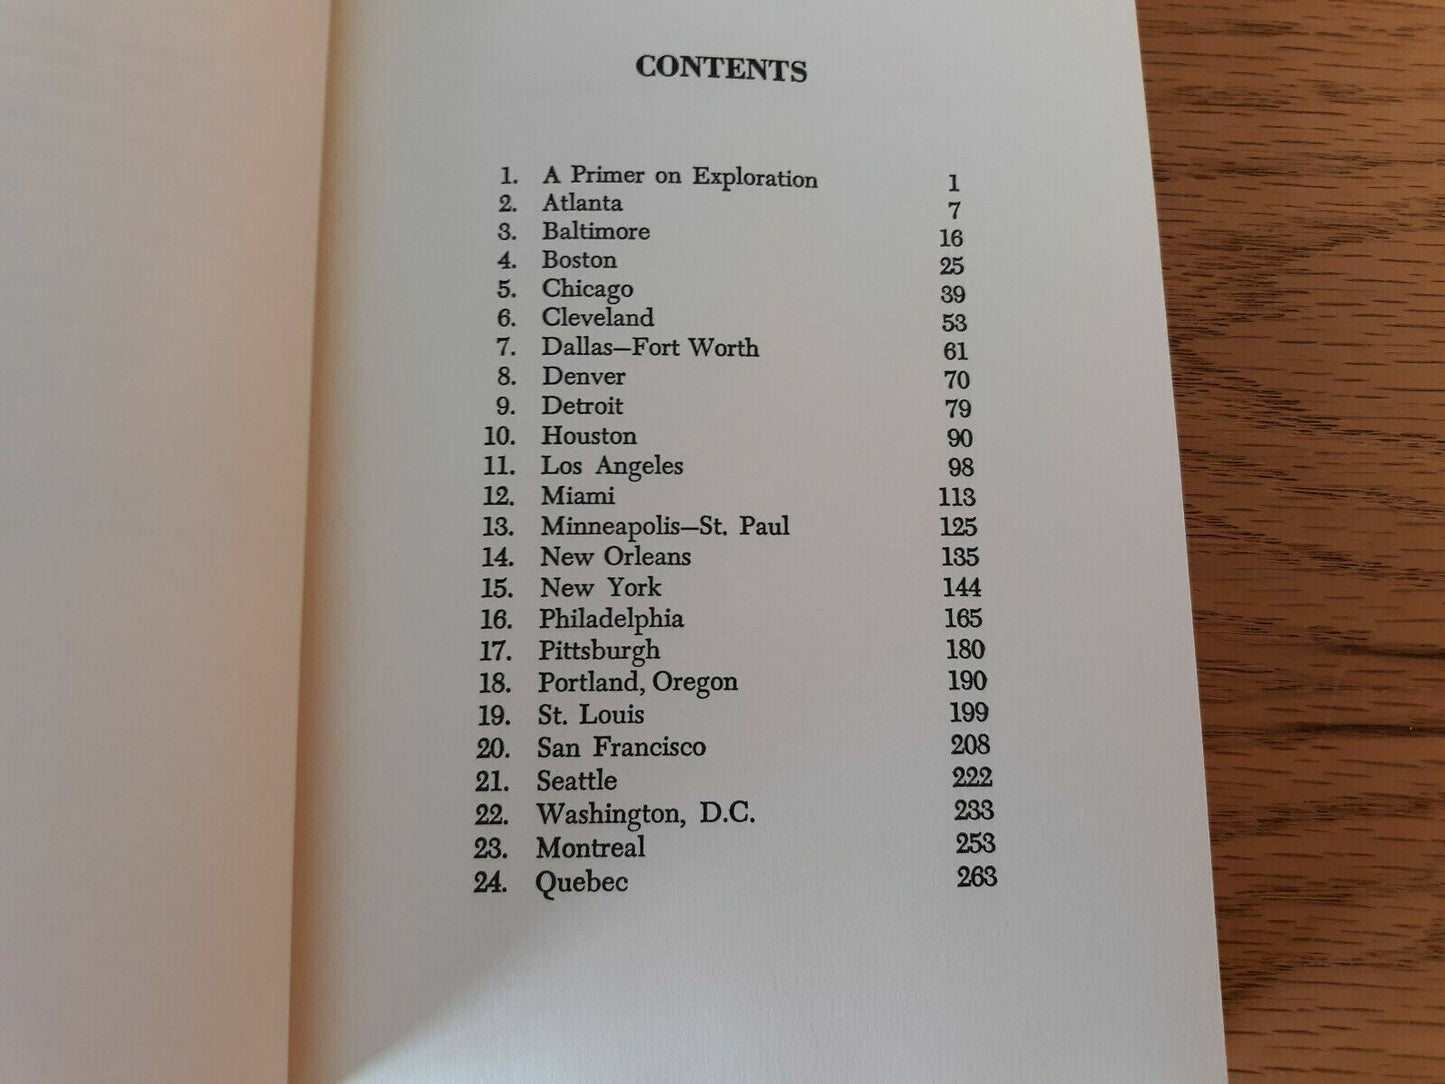 CONTENTS
1. A Primer on Exploration 1
2. Atlanta 7
3. Baltimore 16
4. Boston 25
5. Chicago 39
6. Cleveland 53
7. Dallas–Fort Worth 61
8. Denver 70
9. Detroit 79
10. Houston 90
11. Los Angeles 98
12. Miami 113
13. Minneapolis–St. Paul 125
14. New Orleans 135
15. New York 144
16. Philadelphia 165
17. Pittsburgh 180
18. Portland, Oregon 190
19. St. Louis 199
20. San Francisco 208
21. Seattle 222
22. Washington, D.C. 233
23. Montreal 253
24. Quebec 263